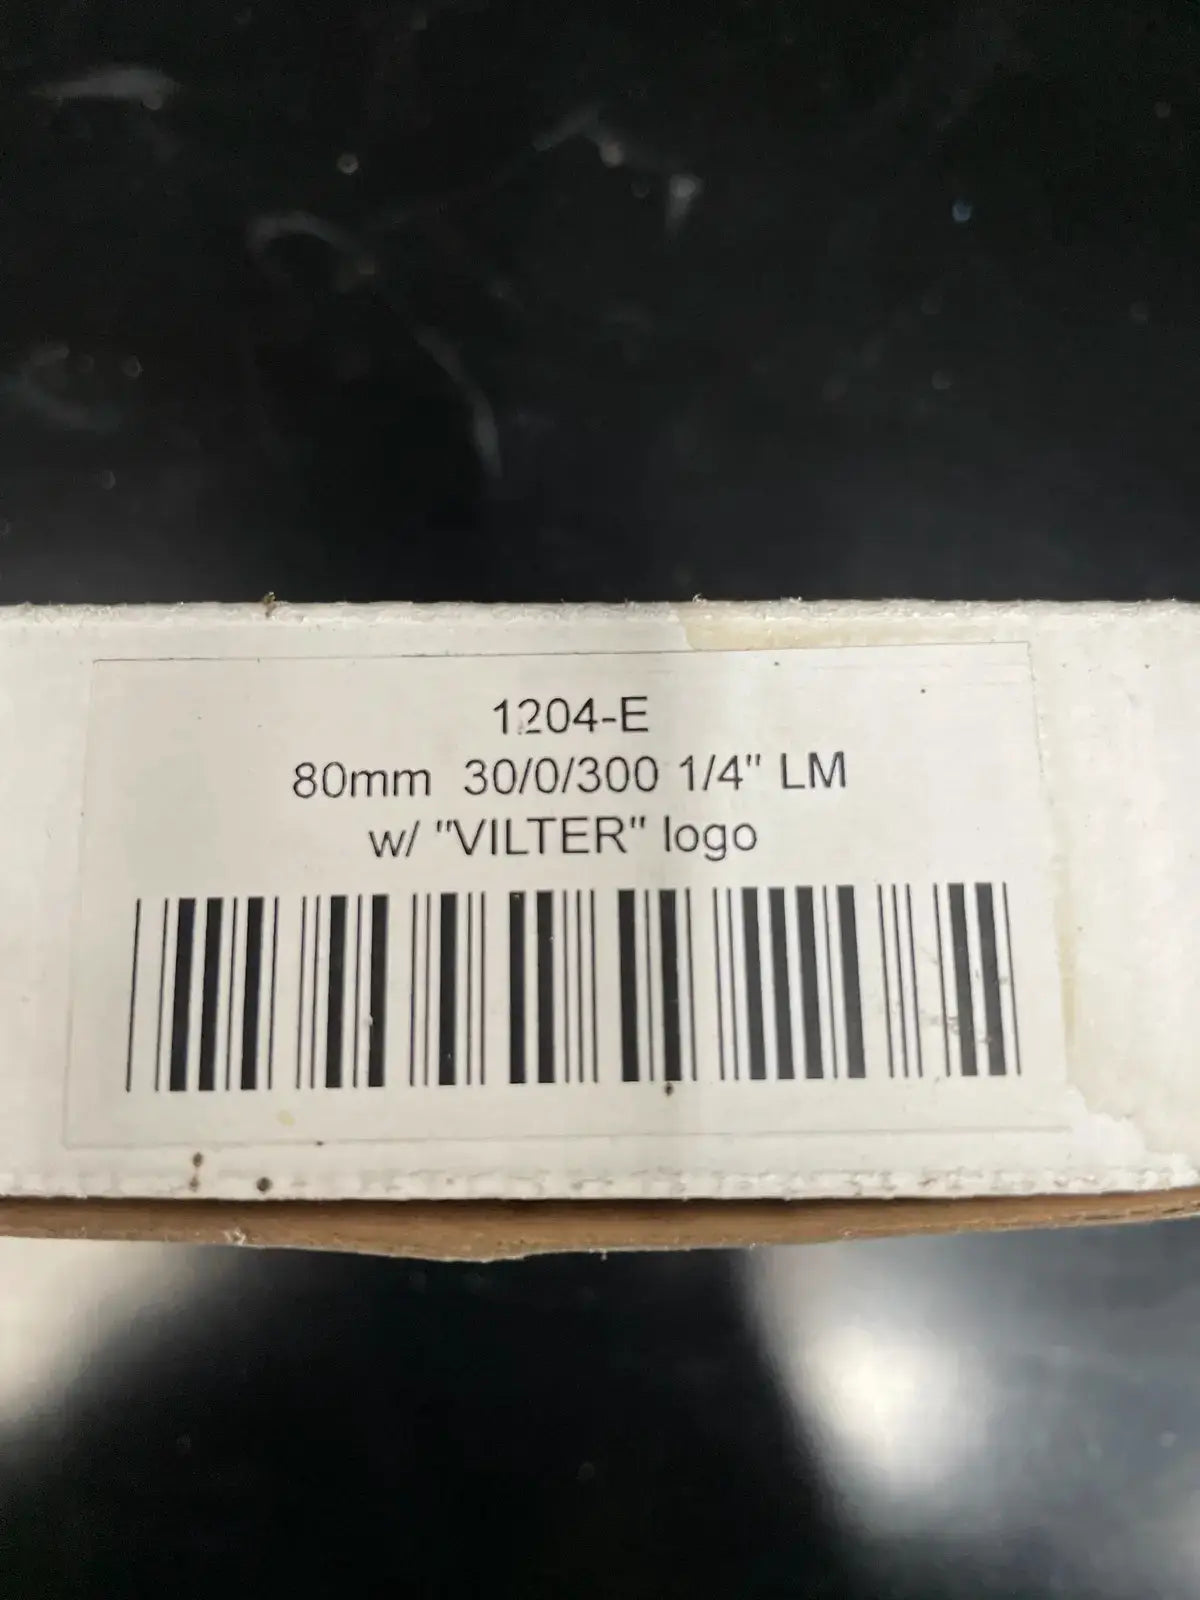 1204-E
80mm 30/0/300 1/4" LM
w/ "VILTER" logo